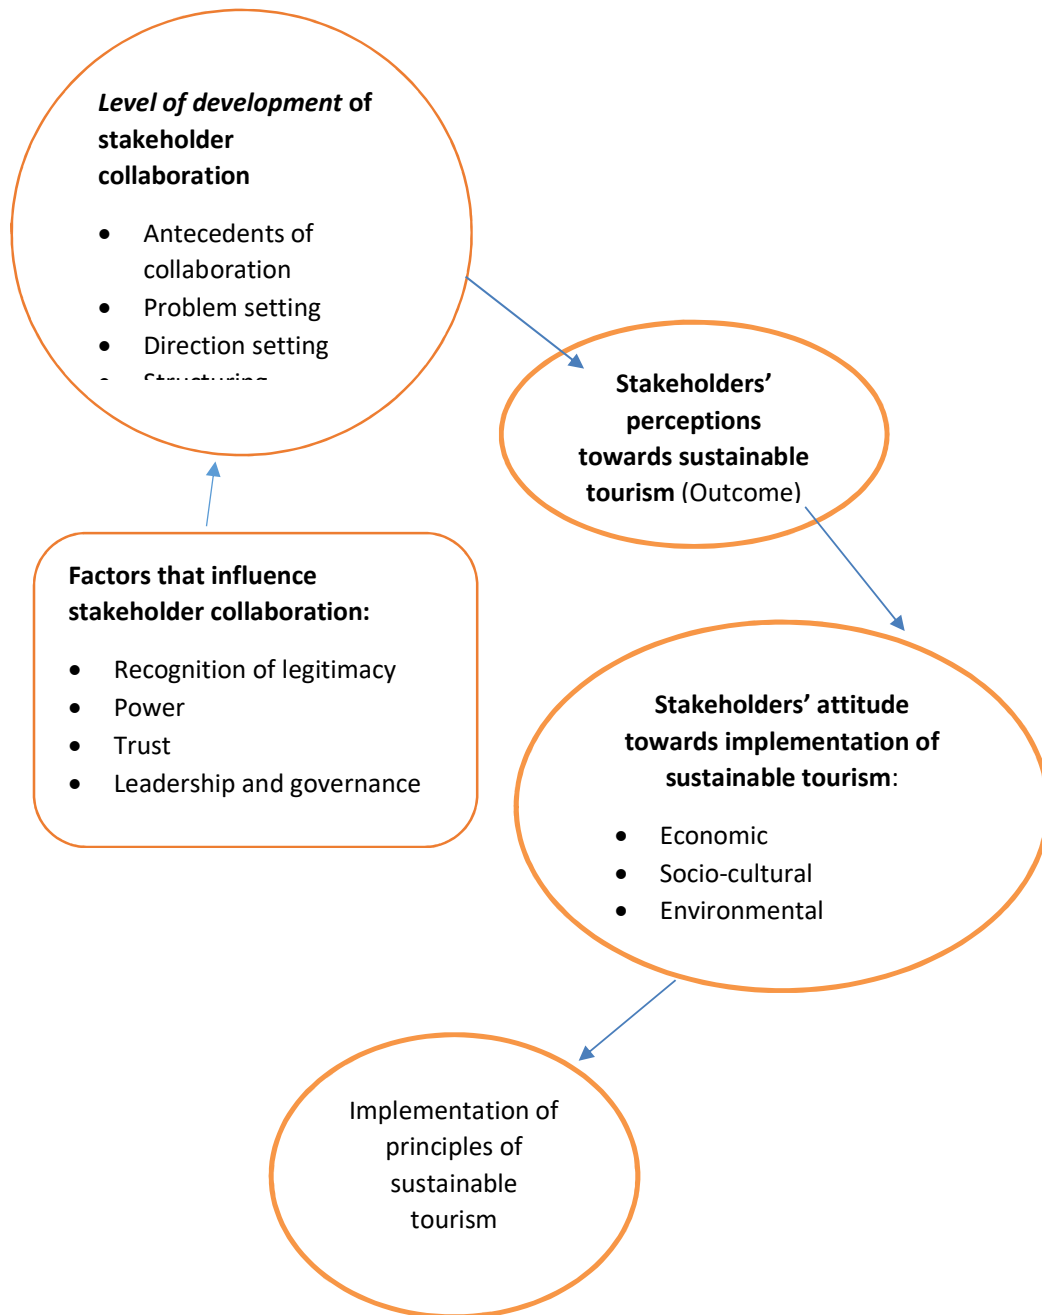 Level of development of
stakeholder
collaboration
• Antecedents of
collaboration
• Problem setting
• Direction setting
• Structuring
Stakeholders’
perceptions
towards sustainable
tourism (Outcome)
Factors that influence
stakeholder collaboration:
• Recognition of legitimacy
• Power
• Trust
• Leadership and governance
Stakeholders’ attitude
towards implementation of
sustainable tourism:
• Economic
• Socio-cultural
• Environmental
Implementation of
principles of
sustainable
tourism